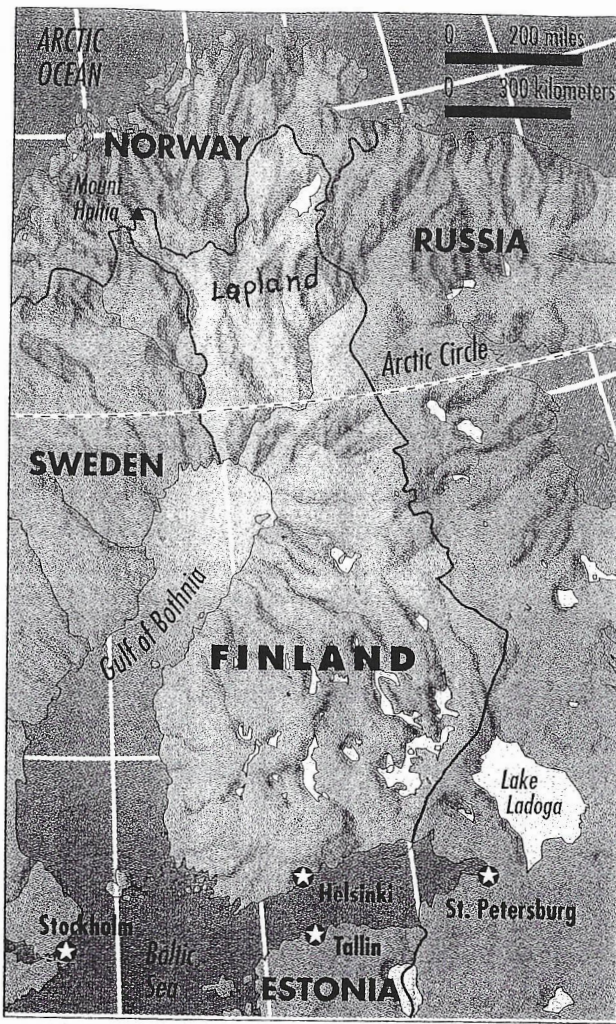 ARCTIC
OCEAN
0 200 miles
0 300 kilometers
NORWAY
Mount
Haltia
RUSSIA
Lapland
Arctic Circle
SWEDEN
Gulf of Bothnia
FINLAND
Lake
Ladoga
Helsinki
St. Petersburg
Stockholm
Tallin
Baltic
Sea
ESTONIA